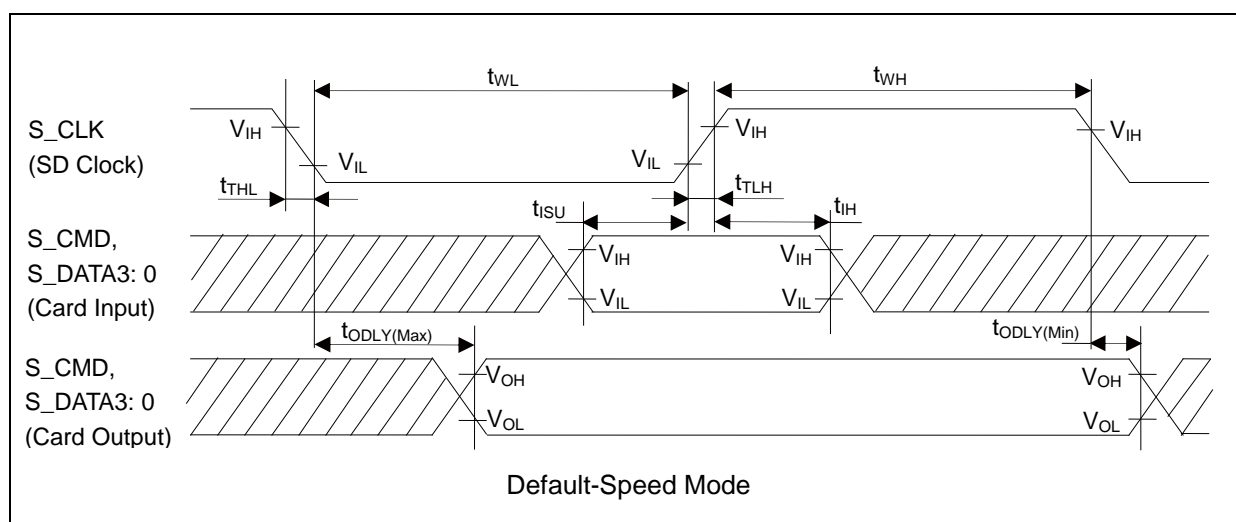 tWL
tWH
S_CLK
(SD Clock)
VIH
VIL
VIL
VIH
VIH
tTHL
tTLH
tISU
tIH
S_CMD,
S_DATA3: 0
(Card Input)
VIH
VIL
VIH
VIL
tODLY(Max)
tODLY(Min)
S_CMD,
S_DATA3: 0
(Card Output)
VOH
VOL
VOH
VOL
Default-Speed Mode